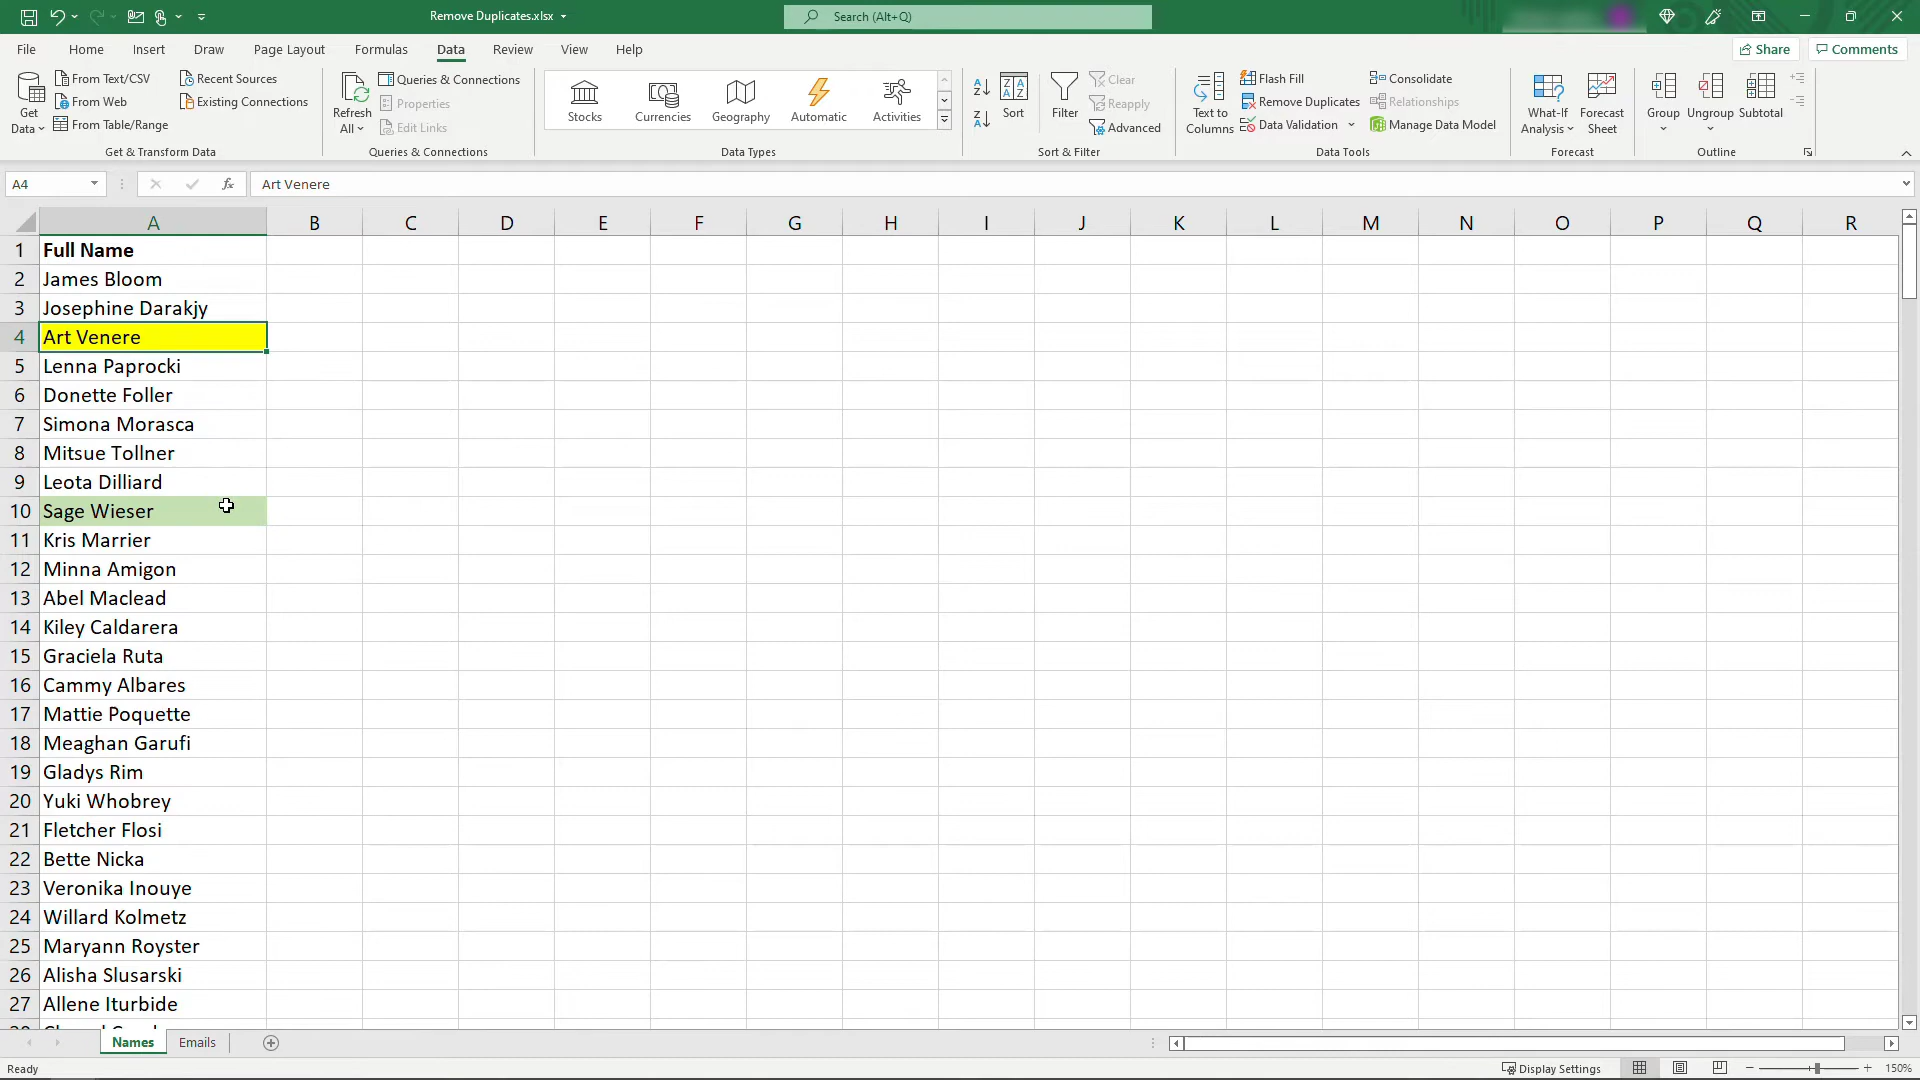 Remove Duplicates.xlsx
Search (Alt+Q)
File Home Insert Draw Page Layout Formulas Data Review View Help
Share Comments
Get Data
From Text/CSV
From Web
From Table/Range
Recent Sources
Existing Connections
Get & Transform Data
Refresh All
Queries & Connections
Properties
Edit Links
Queries & Connections
Stocks Currencies Geography Automatic Activities
Data Types
Sort
Filter
Clear
Reapply
Advanced
Sort & Filter
Text to Columns
Flash Fill
Remove Duplicates
Data Validation
Consolidate
Relationships
Manage Data Model
Data Tools
What-If Analysis
Forecast Sheet
Forecast
Group Ungroup Subtotal
Outline
A4 fx Art Venere
A B C D E F G H I J K L M N O P Q R
1 Full Name
2 James Bloom
3 Josephine Darakjy
4 Art Venere
5 Lenna Paprocki
6 Donette Foller
7 Simona Morasca
8 Mitsue Tollner
9 Leota Dilliard
10 Sage Wieser
11 Kris Marrier
12 Minna Amigon
13 Abel Maclead
14 Kiley Caldarera
15 Graciela Ruta
16 Cammy Albares
17 Mattie Poquette
18 Meaghan Garufi
19 Gladys Rim
20 Yuki Whobrey
21 Fletcher Flosi
22 Bette Nicka
23 Veronika Inouye
24 Willard Kolmetz
25 Maryann Royster
26 Alisha Slusarski
27 Allene Iturbide
Names Emails
Ready
Display Settings
150%